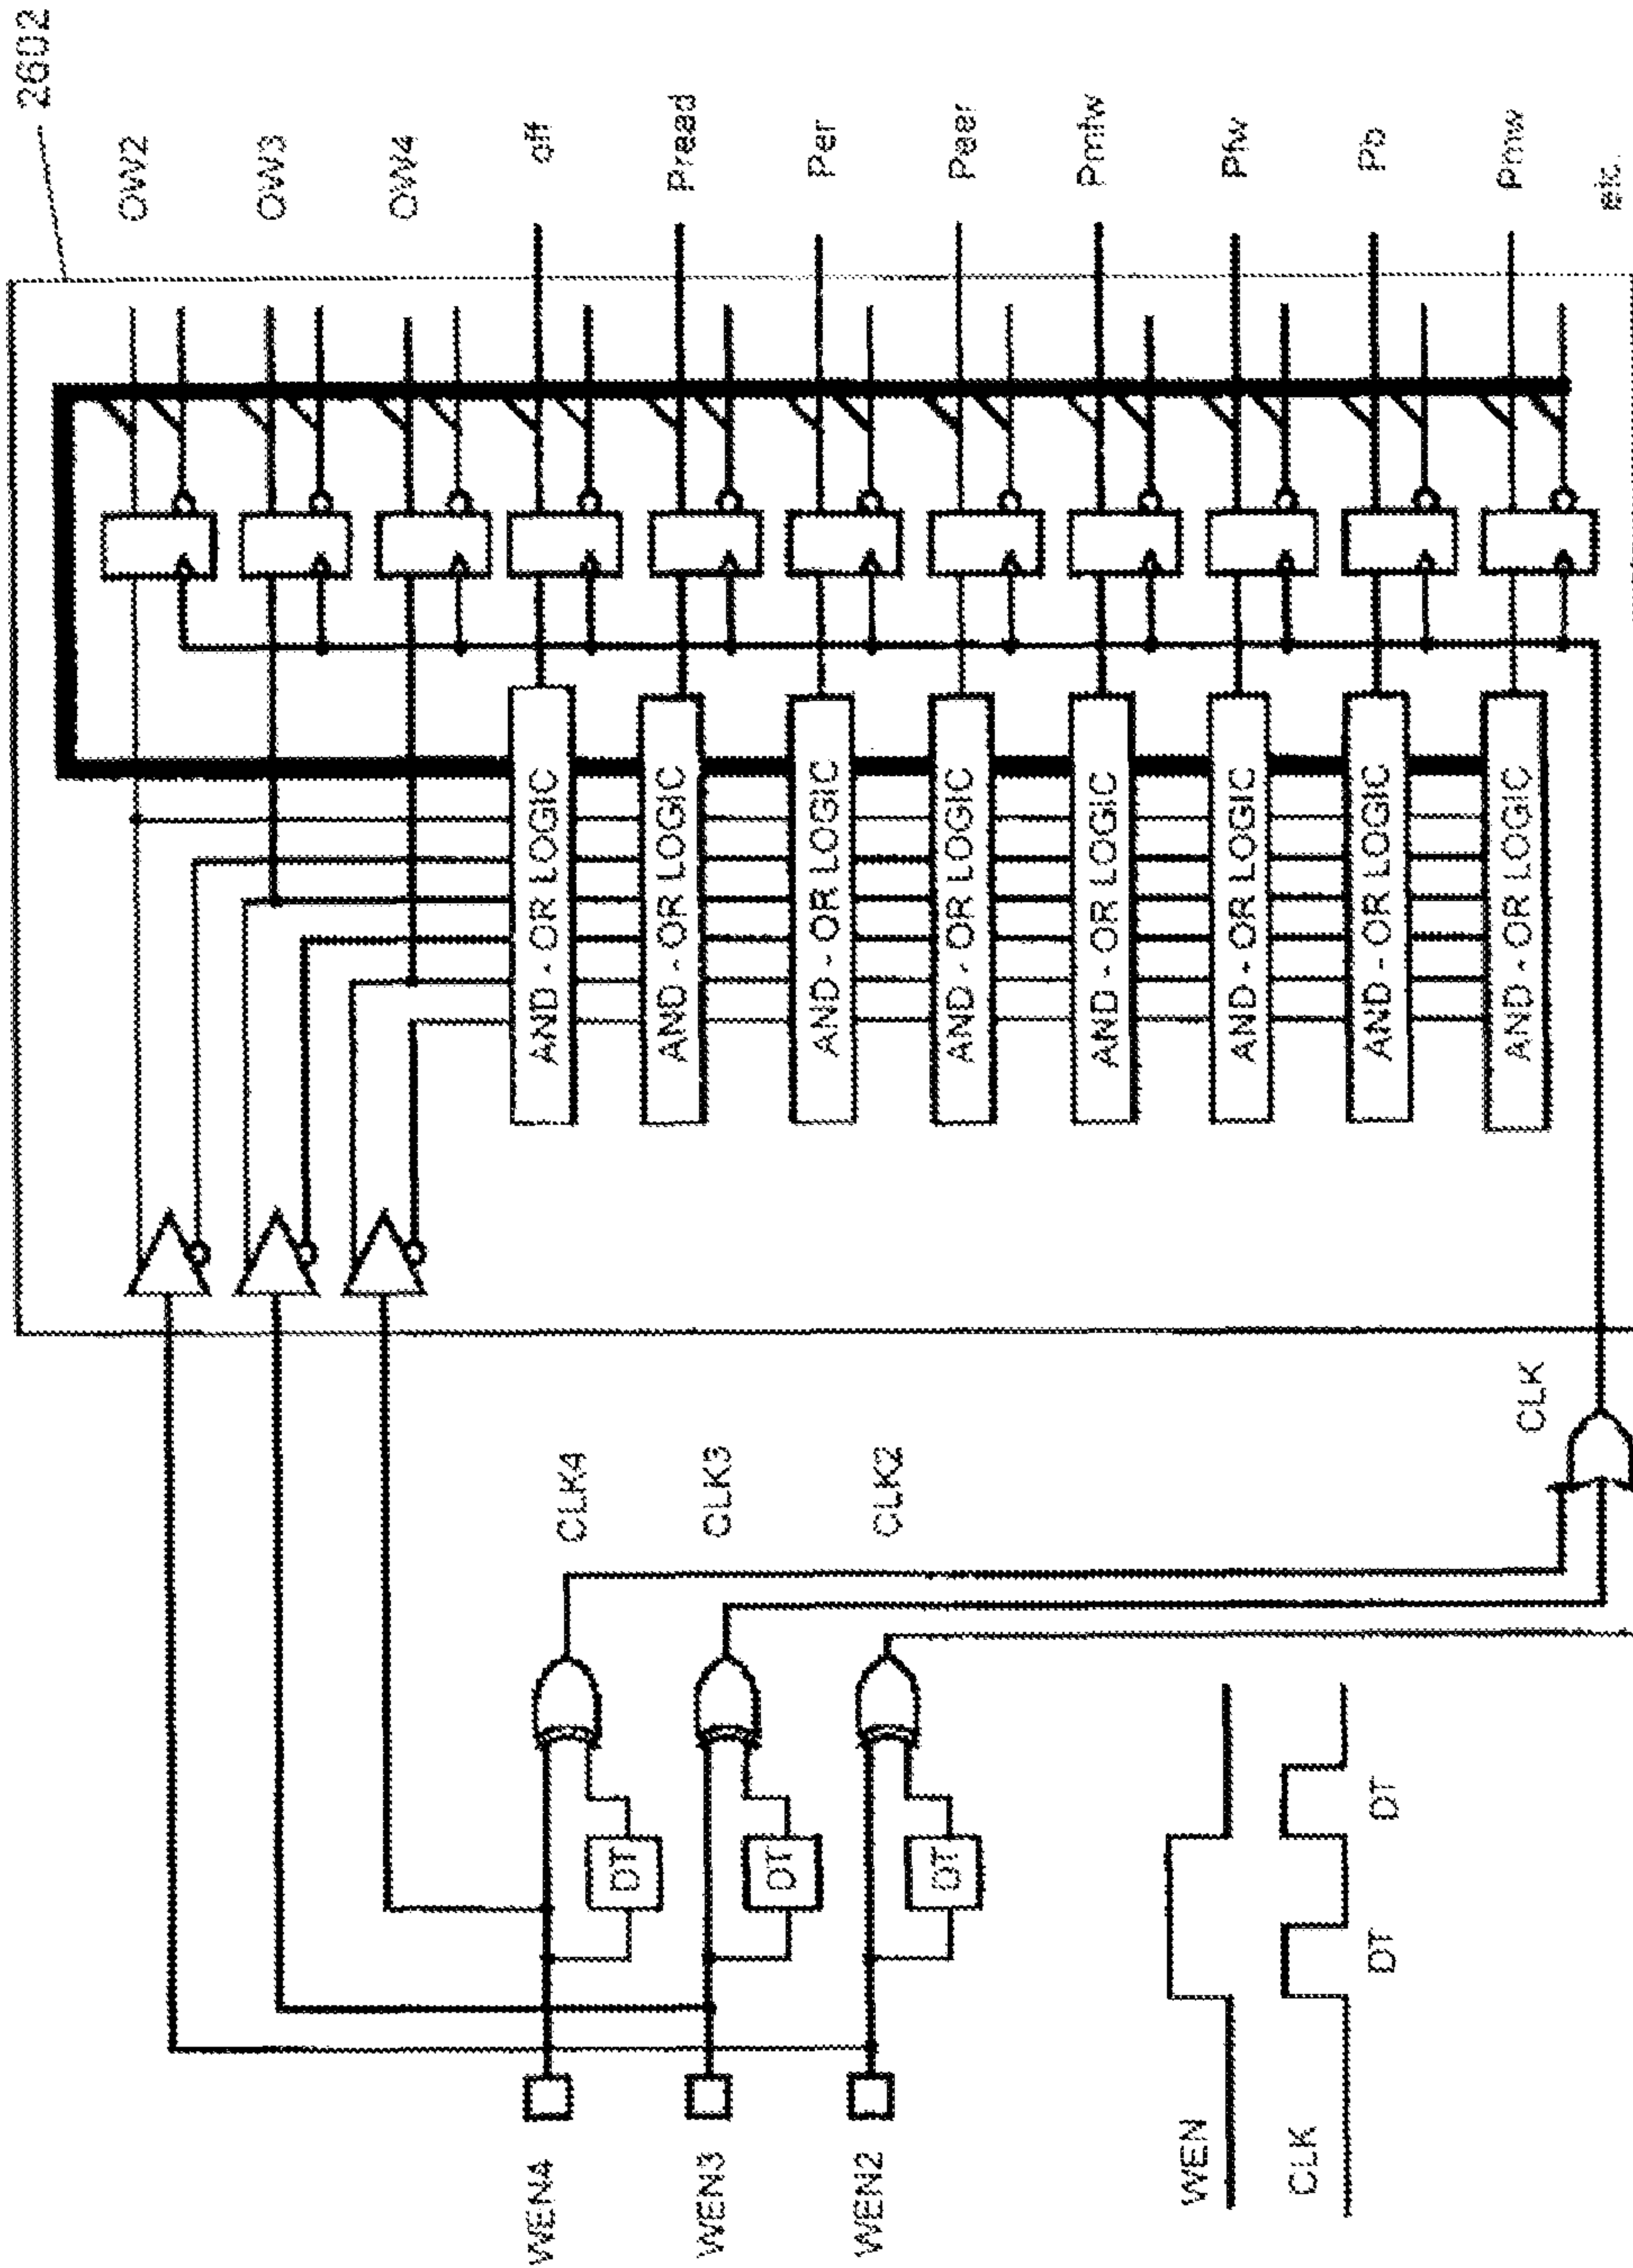 2602
OW2
OW3
OW4
off
Pread
Per
Paer
Pmfw
Pfw
Pb
Pmw
etc.
AND - OR LOGIC
AND - OR LOGIC
AND - OR LOGIC
AND - OR LOGIC
AND - OR LOGIC
AND - OR LOGIC
AND - OR LOGIC
AND - OR LOGIC
CLK
CLK4
CLK3
CLK2
DT
DT
DT
WEN4
WEN3
WEN2
WEN
CLK
DT
DT